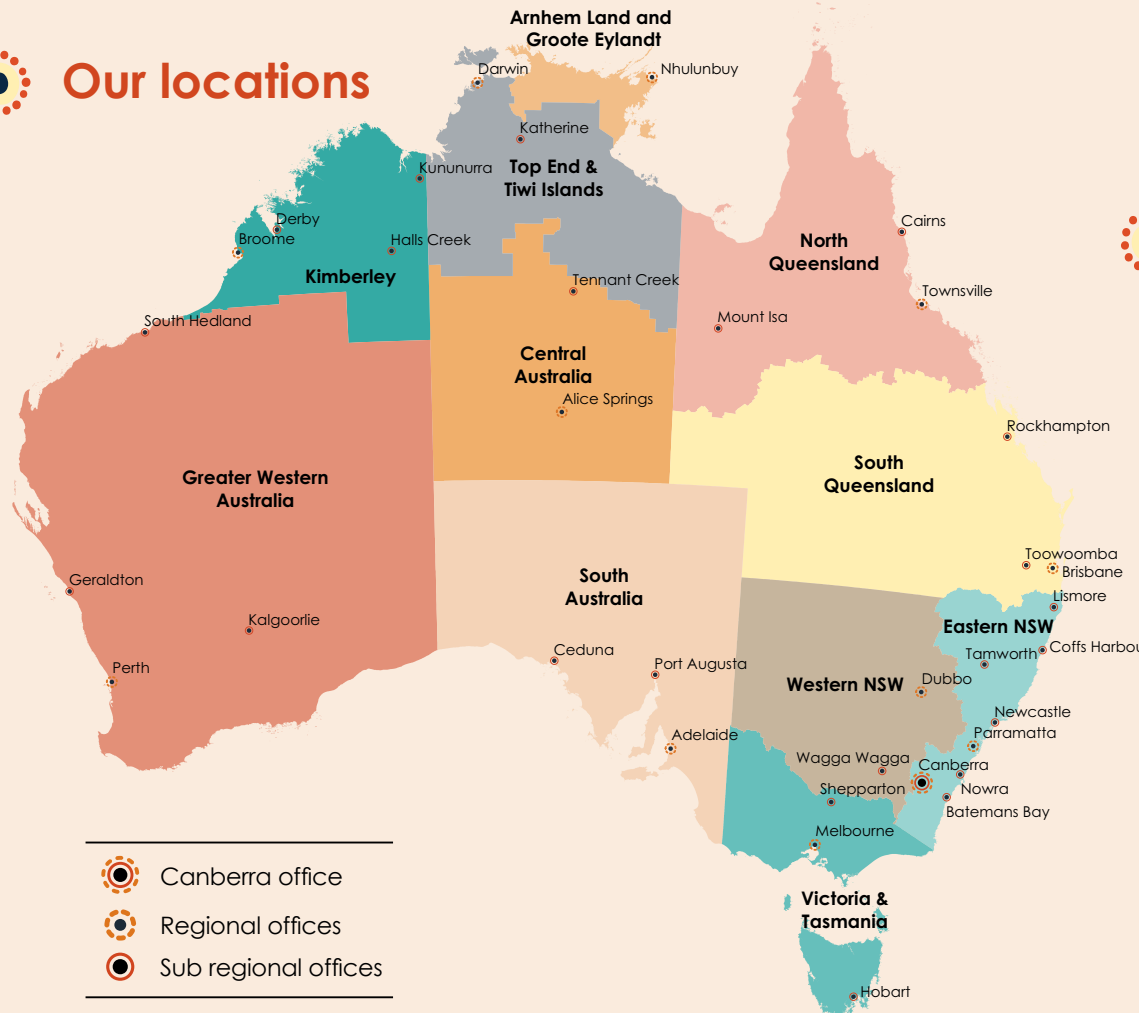 Our locations
Arnhem Land and
Groote Eylandt
Darwin
Nhulunbuy
Katherine
Kununurra
Top End &
Tiwi Islands
Derby
Broome
Halls Creek
Kimberley
Cairns
North
Queensland
Tennant Creek
Townsville
South Hedland
Mount Isa
Central
Australia
Alice Springs
Rockhampton
Greater Western
Australia
South
Queensland
Toowoomba
Brisbane
Geraldton
South
Australia
Lismore
Kalgoorlie
Eastern NSW
Ceduna
Port Augusta
Tamworth
Coffs Harbou
Perth
Western NSW
Dubbo
Newcastle
Adelaide
Parramatta
Wagga Wagga
Canberra
Shepparton
Nowra
Batemans Bay
Melbourne
Canberra office
Regional offices
Sub regional offices
Victoria &
Tasmania
Hobart